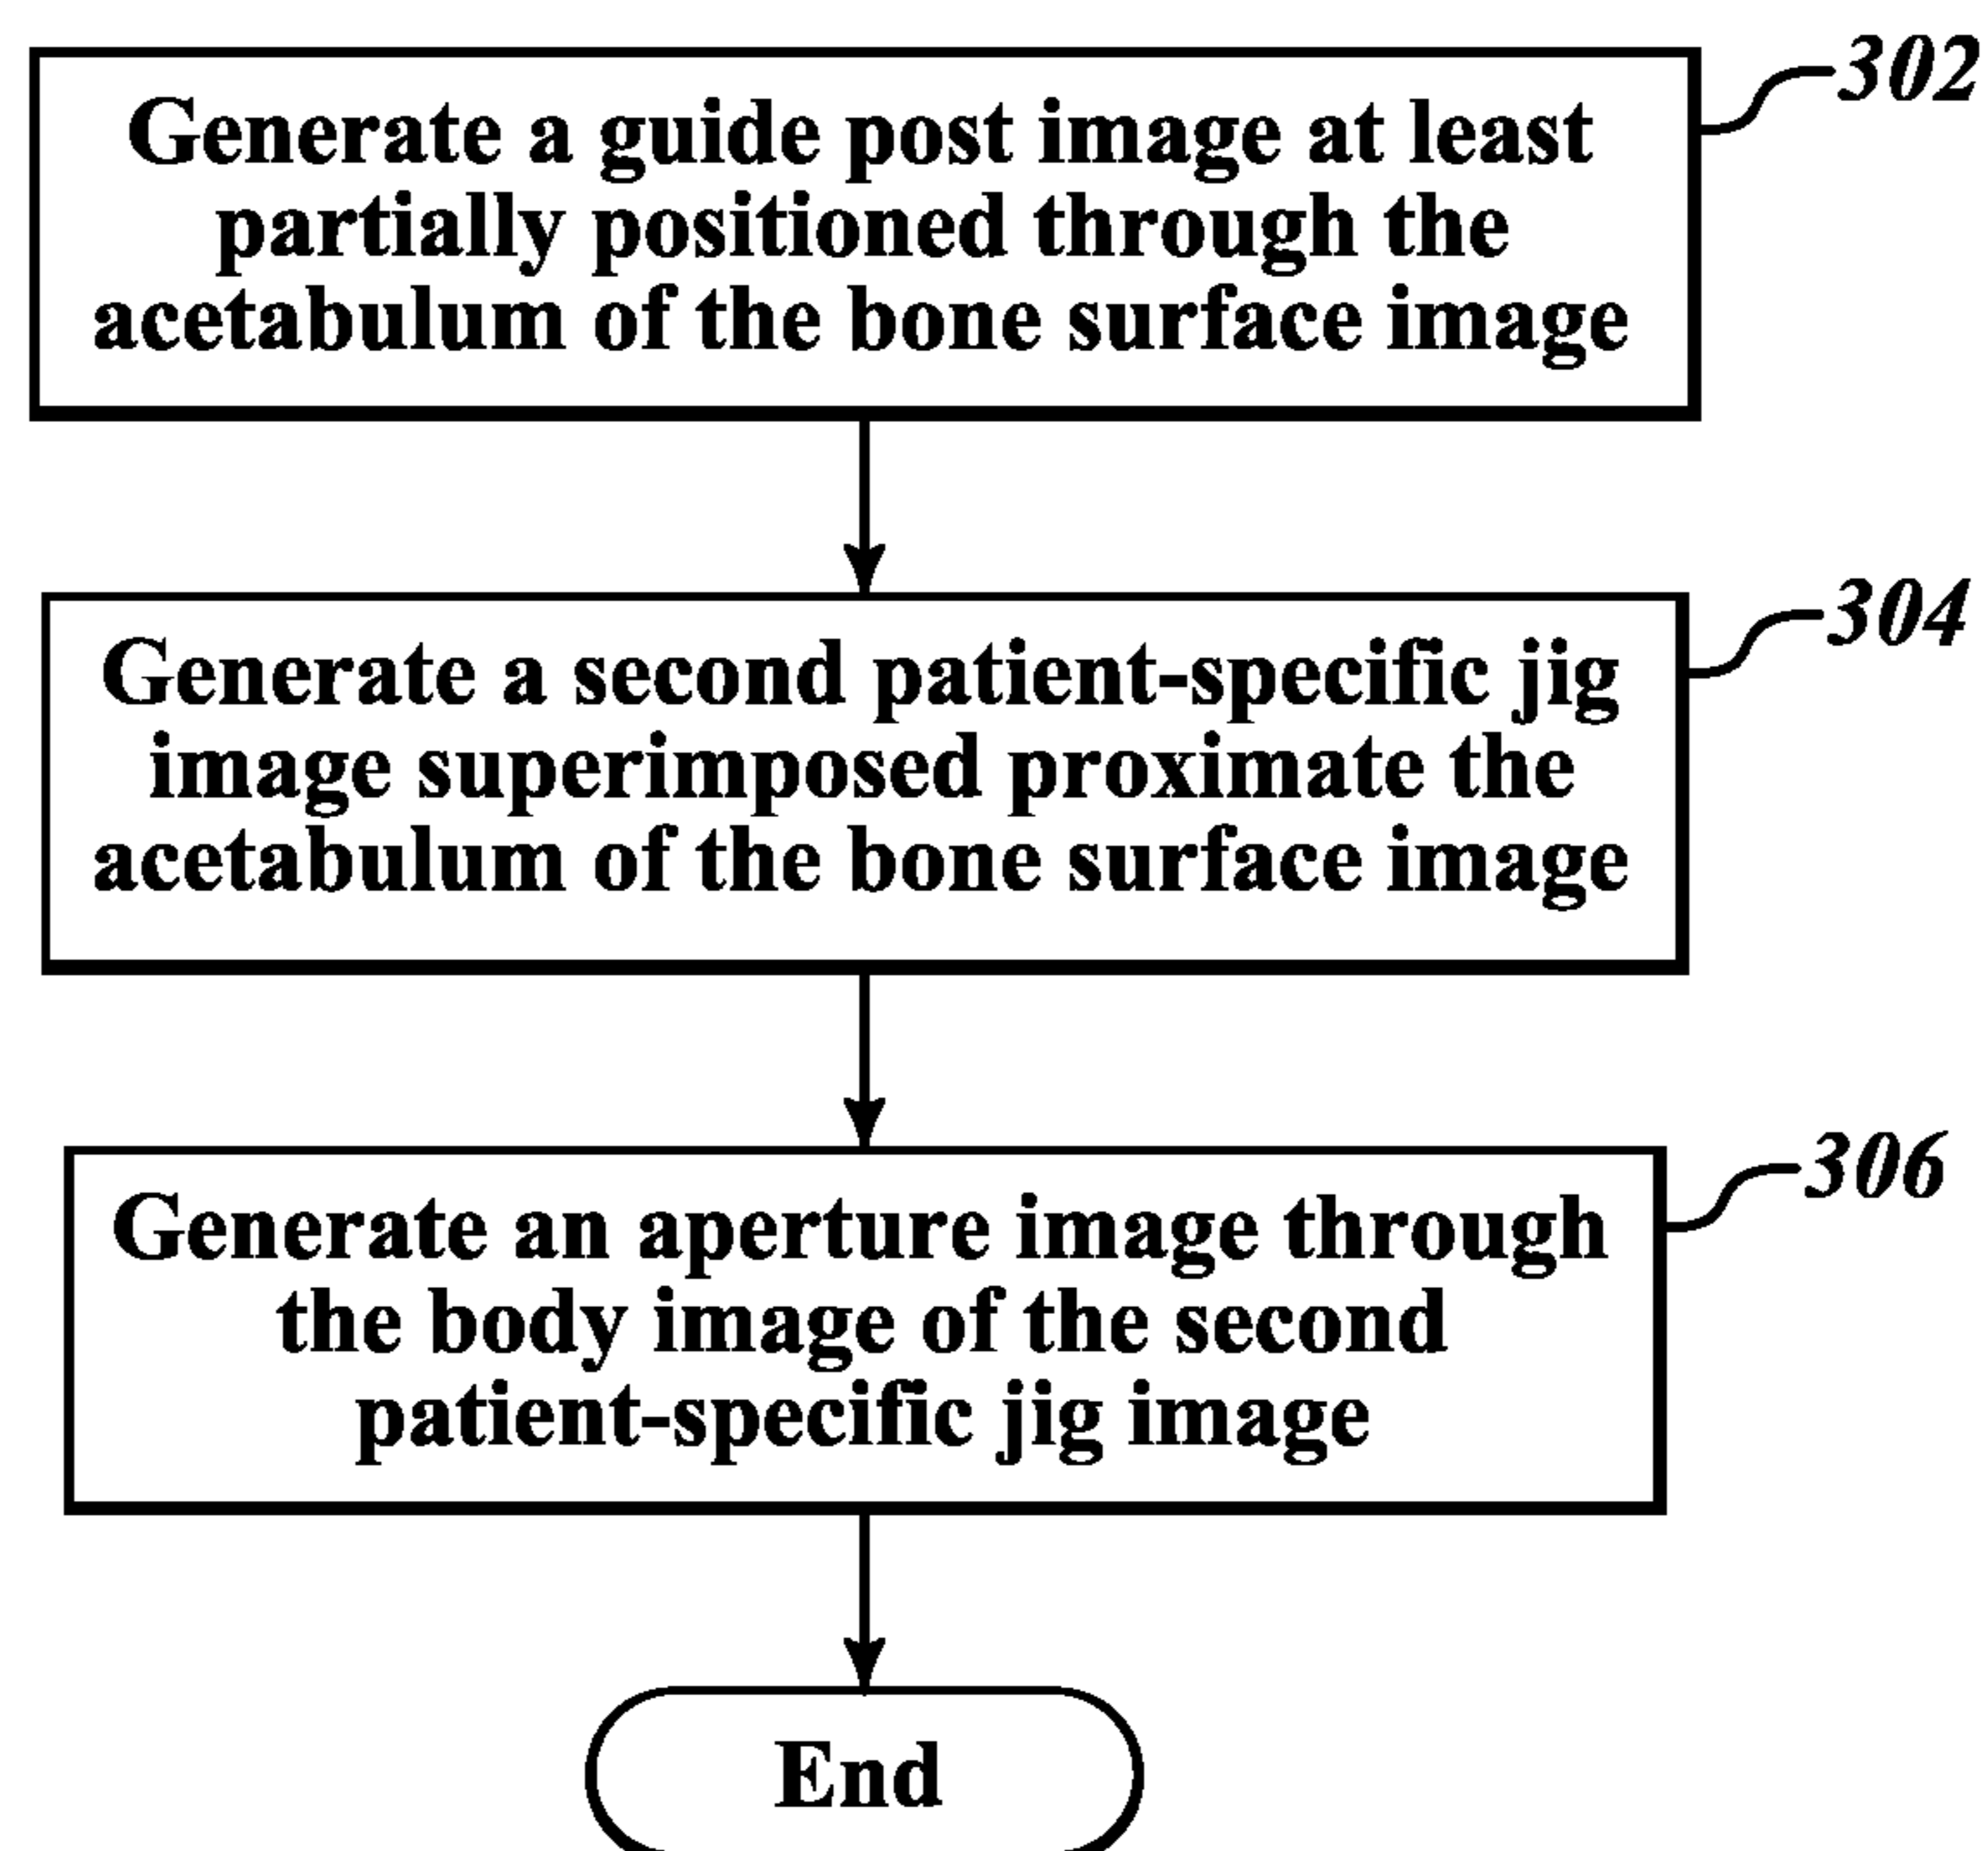 302
Generate a guide post image at least
partially positioned through the
acetabulum of the bone surface image
304
Generate a second patient-specific jig
image superimposed proximate the
acetabulum of the bone surface image
306
Generate an aperture image through
the body image of the second
patient-specific jig image
End